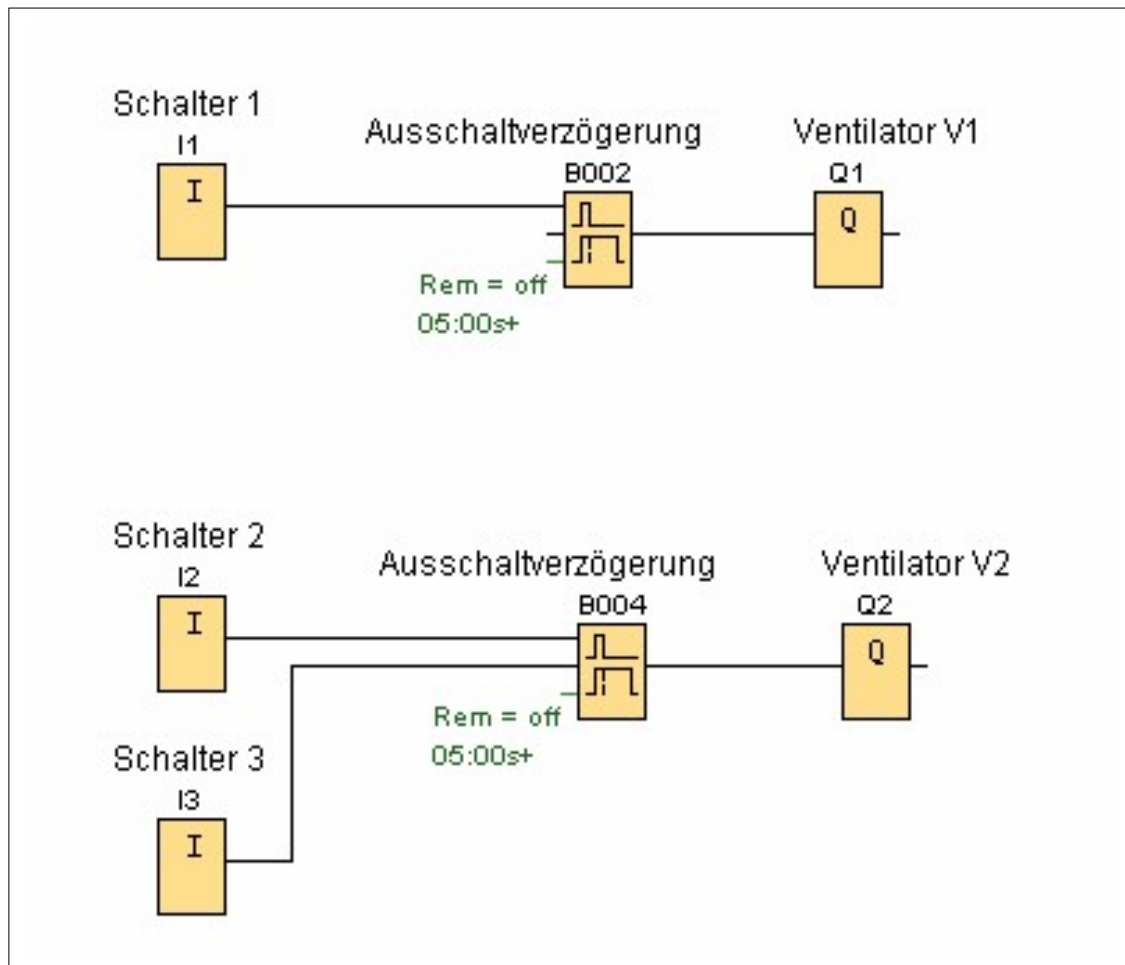 Schalter 1
I1
I
Ausschaltverzögerung
B002
Rem = off
05:00s+
Ventilator V1
Q1
Q
Schalter 2
I2
I
Ausschaltverzögerung
B004
Rem = off
05:00s+
Ventilator V2
Q2
Q
Schalter 3
I3
I